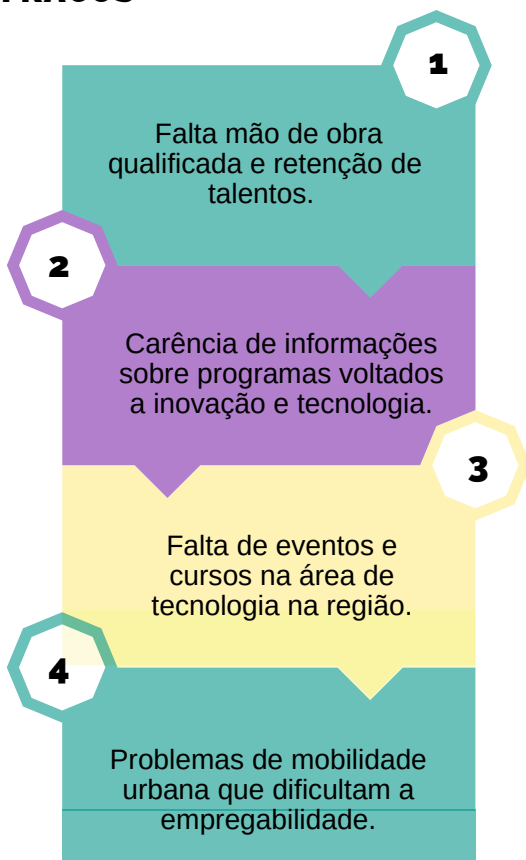 1
Falta mão de obra
qualificada e retenção de
talentos.
2
Carência de informações
sobre programas voltados
a inovação e tecnologia.
3
Falta de eventos e
cursos na área de
tecnologia na região.
4
Problemas de mobilidade
urbana que dificultam a
empregabilidade.